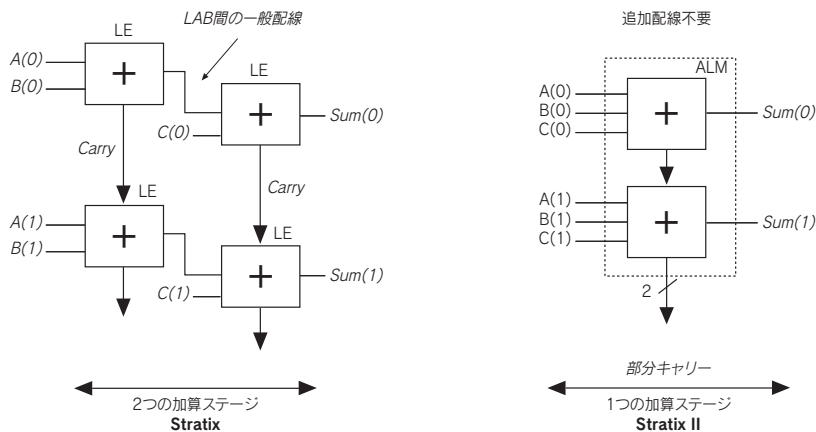 LAB間の一般配線
LE
A(0)
B(0)
LE
C(0)
Sum(0)
Carry
Carry
LE
A(1)
B(1)
LE
C(1)
Sum(1)
2つの加算ステージ
Stratix
追加配線不要
ALM
A(0)
B(0)
C(0)
Sum(0)
A(1)
B(1)
C(1)
Sum(1)
2
部分キャリー
1つの加算ステージ
Stratix II